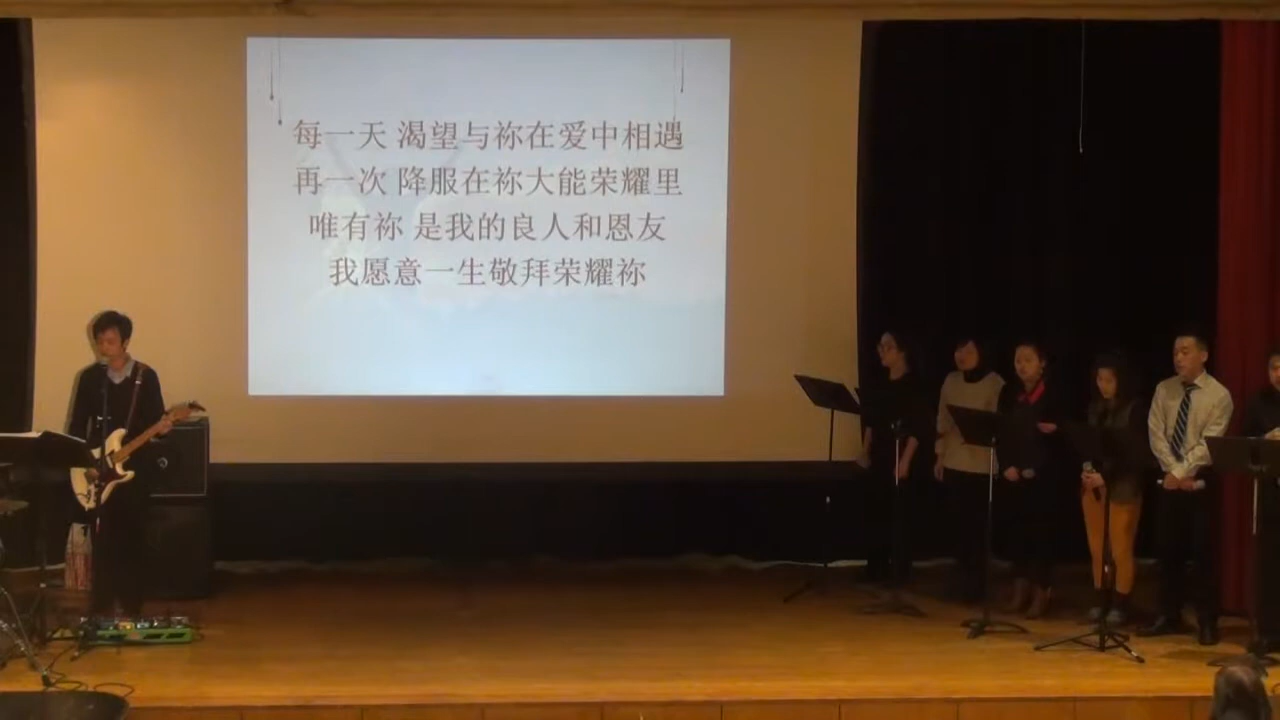 每一天 渴望与祢在爱中相遇
再一次 降服在祢大能荣耀里
唯有祢 是我的良人和恩友
我愿意一生敬拜荣耀祢